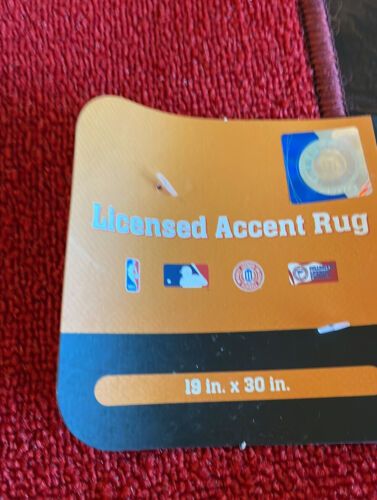 Licensed Accent Rug
19 in. x 30 in.